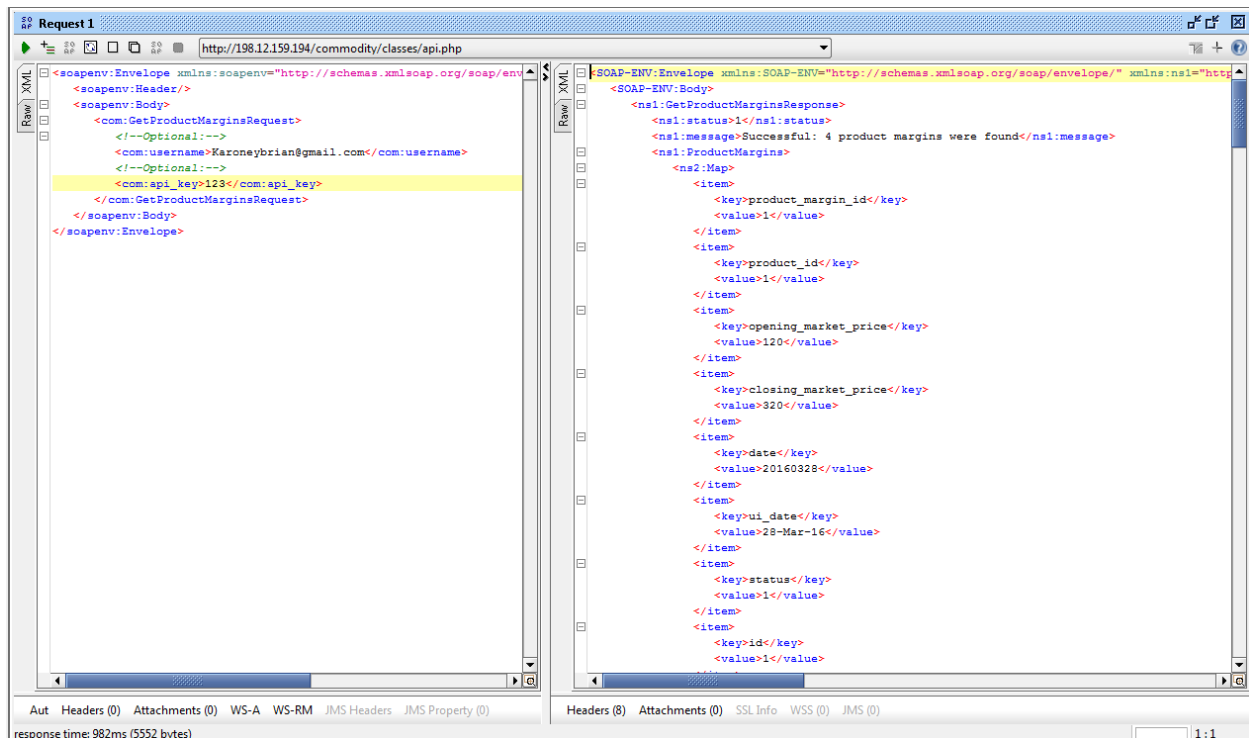 SO AP Request 1
http://198.12.159.194/commodity/classes/api.php
XML
Raw
<soapenv:Envelope xmlns:soapenv="http://schemas.xmlsoap.org/soap/env
<soapenv:Header/>
<soapenv:Body>
<com:GetProductMarginsRequest>
<!--Optional:-->
<com:username>Karoneybrian@gmail.com</com:username>
<!--Optional:-->
<com:api_key>123</com:api_key>
</com:GetProductMarginsRequest>
</soapenv:Body>
</soapenv:Envelope>
XML
Raw
<SOAP-ENV:Envelope xmlns:SOAP-ENV="http://schemas.xmlsoap.org/soap/envelope/" xmlns:ns1="http
<SOAP-ENV:Body>
<ns1:GetProductMarginsResponse>
<ns1:status>1</ns1:status>
<ns1:message>Successful: 4 product margins were found</ns1:message>
<ns1:ProductMargins>
<ns2:Map>
<item>
<key>product_margin_id</key>
<value>1</value>
</item>
<item>
<key>product_id</key>
<value>1</value>
</item>
<item>
<key>opening_market_price</key>
<value>120</value>
</item>
<item>
<key>closing_market_price</key>
<value>320</value>
</item>
<item>
<key>date</key>
<value>20160328</value>
</item>
<item>
<key>ui_date</key>
<value>28-Mar-16</value>
</item>
<item>
<key>status</key>
<value>1</value>
</item>
<item>
<key>id</key>
<value>1</value>
Aut Headers (0) Attachments (0) WS-A WS-RM JMS Headers JMS Property (0)
Headers (8) Attachments (0) SSL Info WSS (0) JMS (0)
response time: 982ms (5552 bytes)
1 : 1